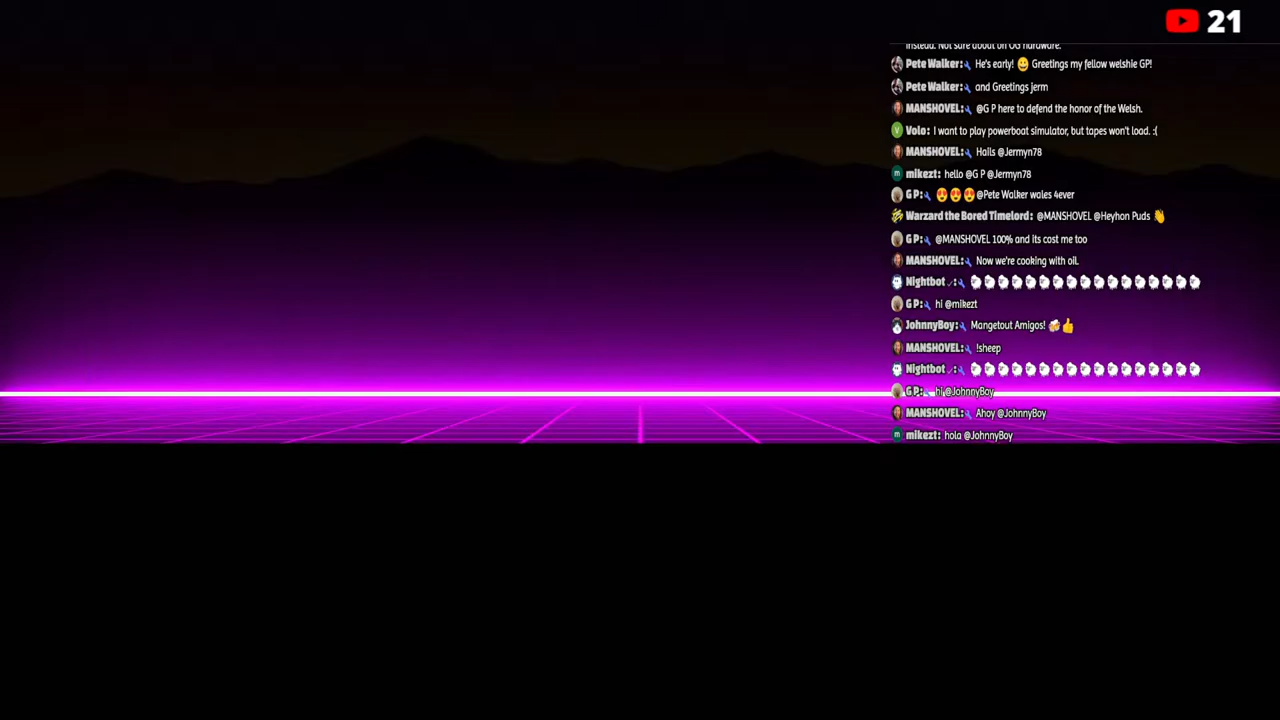 21
instead. Not sure about on OG hardware.
Pete Walker: He's early! 😀 Greetings my fellow welshie GP!
Pete Walker: and Greetings jerm
MANSHOVEL: @G P here to defend the honor of the Welsh.
Volo: I want to play powerboat simulator, but tapes won't load. :(
MANSHOVEL: Hails @Jermyn78
mikezt: hello @G P @Jermyn78
G P: 😍😍😍@Pete Walker wales 4ever
Warzard the Bored Timelord: @MANSHOVEL @Heyhon Puds 👋
G P: @MANSHOVEL 100% and its cost me too
MANSHOVEL: Now we're cooking with oil.
Nightbot ✓: 🐑🐑🐑🐑🐑🐑🐑🐑🐑🐑🐑🐑🐑🐑🐑🐑🐑
G P: hi @mikezt
JohnnyBoy: Mangetout Amigos! 🍻👍
MANSHOVEL: !sheep
Nightbot ✓: 🐑🐑🐑🐑🐑🐑🐑🐑🐑🐑🐑🐑🐑🐑🐑🐑🐑
G P: hi @JohnnyBoy
MANSHOVEL: Ahoy @JohnnyBoy
mikezt: hola @JohnnyBoy